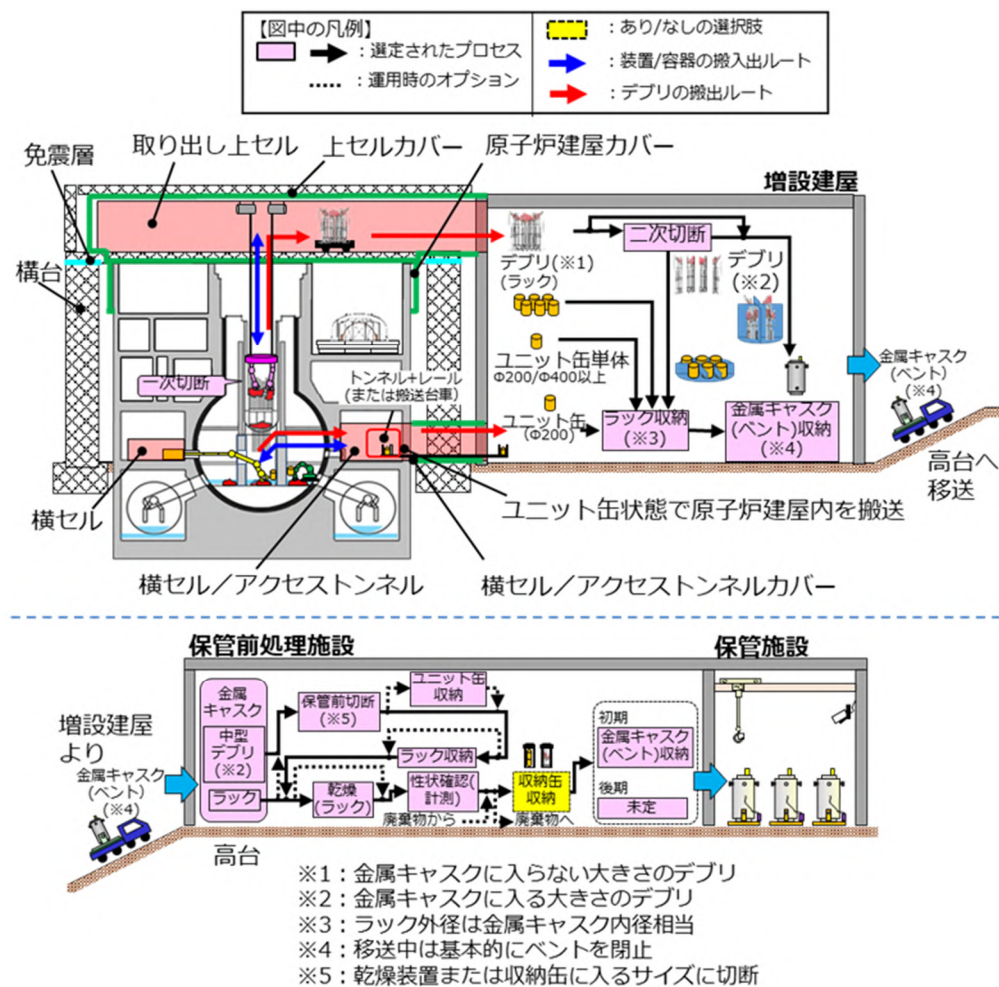 【図中の凡例】
：選定されたプロセス
：運用時のオプション
：あり/なしの選択肢
：装置/容器の搬入出ルート
：デブリの搬出ルート
免震層
取り出し上セル
上セルカバー
原子炉建屋カバー
増設建屋
構台
二次切断
デブリ(※1)
(ラック)
デブリ
(※2)
一次切断
トンネル+レール
(または搬送台車)
ユニット缶単体
Φ200/Φ400以上
ユニット缶
(Φ200)
ラック収納
(※3)
金属キャスク
(ベント)収納
(※4)
金属キャスク
(ベント)
(※4)
高台へ
移送
横セル
ユニット缶状態で原子炉建屋内を搬送
横セル／アクセストンネル
横セル／アクセストンネルカバー
保管前処理施設
保管施設
増設建屋
より
金属キャスク
(ベント)
(※4)
金属
キャスク
中型
デブリ
(※2)
ラック
保管前切断
(※5)
ユニット缶
収納
ラック収納
乾燥
(ラック)
性状確認(
計測)
収納缶
収納
廃棄物から
廃棄物へ
初期
金属キャスク
(ベント)収納
後期
未定
高台
※1：金属キャスクに入らない大きさのデブリ
※2：金属キャスクに入る大きさのデブリ
※3：ラック外径は金属キャスク内径相当
※4：移送中は基本的にベントを閉止
※5：乾燥装置または収納缶に入るサイズに切断